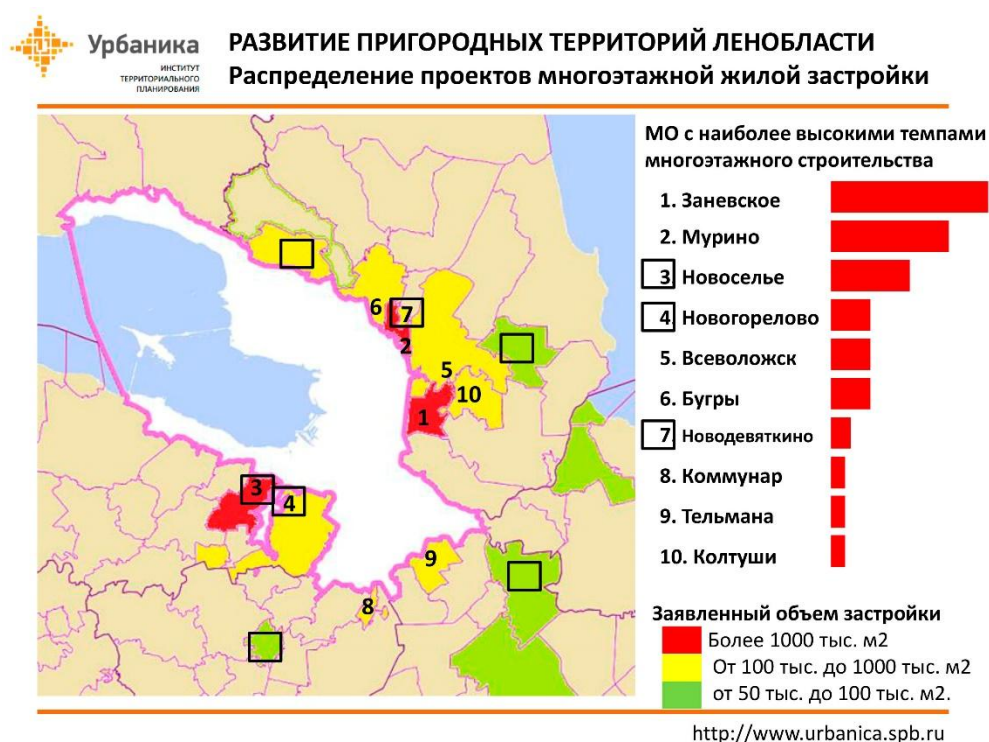 Урбаника
ИНСТИТУТ
ТЕРРИТОРИАЛЬНОГО
ПЛАНИРОВАНИЯ
РАЗВИТИЕ ПРИГОРОДНЫХ ТЕРРИТОРИЙ ЛЕНОБЛАСТИ
Распределение проектов многоэтажной жилой застройки
МО с наиболее высокими темпами
многоэтажного строительства
1. Заневское
2. Мурино
3. Новоселье
4. Новогорелово
5. Всеволожск
6. Бугры
7. Новодевяткино
8. Коммунар
9. Тельмана
10. Колтуши
6
7
2
5
10
1
3
4
9
8
Заявленный объем застройки
Более 1000 тыс. м2
От 100 тыс. до 1000 тыс. м2
от 50 тыс. до 100 тыс. м2.
http://www.urbanica.spb.ru